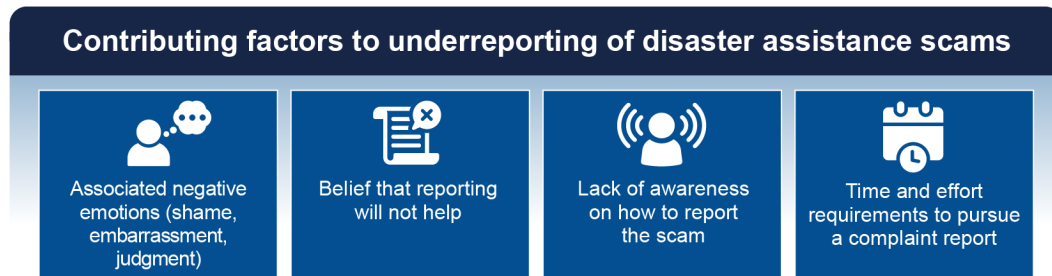 Contributing factors to underreporting of disaster assistance scams
Associated negative
emotions (shame,
embarrassment,
judgment)
Belief that reporting
will not help
Lack of awareness
on how to report
the scam
Time and effort
requirements to pursue
a complaint report